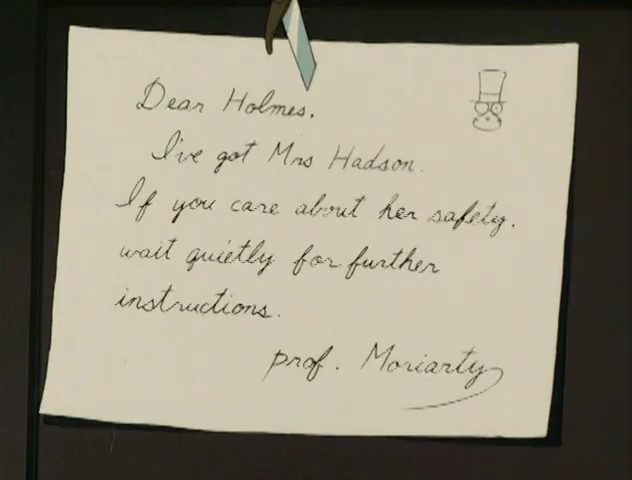 Dear Holmes.
I've got Mrs Hadson.
If you care about her safety.
wait quietly for further
instructions.
prof. Moriarty